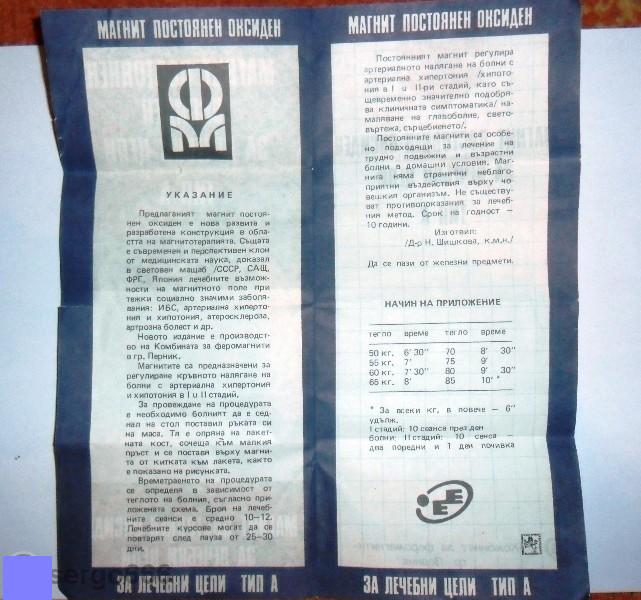 МАГНИТ ПОСТОЯНЕН ОКСИДЕН
ФМ
УКАЗАНИЕ
Предлаганият магнит постоя-
нен оксиден е нова развита и
разработена конструкция в обла-
стта на магнитотерапията. Същата
е съвременен и перспективен клон
от медицинската наука, доказал
в световен мащаб /СССР, САЩ,
ФРГ, Япония лечебните възмож-
ности на магнитното поле при
тежки социално значими заболя-
вания: ИБС, артериална хиперто-
ния и хипотония, атеросклероза,
артрозна болест и др.
Новото издание е производст-
во на Комбината за феромагнити
в гр. Перник.
Магнитите са предназначени за
регулиране кръвното налягане на
болни с артериална хипертония
и хипотония в I и II стадий.
За провеждане на процедурата
е необходимо болният да е сед-
нал на стол поставил ръката си
на маса. Тя е опряна на лакет-
ната кост, сочеща към малкия
пръст и се поставя върху магни-
та от китката към лакета, както
е показано на рисунката.
Времетраенето на процедурата
се определя в зависимост от
теглото на болния, съгласно при-
ложената схема. Броя на лечеб-
ните сеанси е средно 10—12.
Лечебните курсове могат да се
повтарят след пауза от 25—30
дни.
ЗА ЛЕЧЕБНИ ЦЕЛИ ТИП А
МАГНИТ ПОСТОЯНЕН ОКСИДЕН
Постоянният магнит регулира
артериалното налягане на болни с
артериална хипертония /хипото-
ния в I и II-ри стадий, като съ-
щевременно значително подобря-
ва клиничната симптоматика/ на-
маляване на главоболие, свето-
въртежа, сърцебиенето/.
Постоянните магнити са особе-
но подходящи за лечение на
трудно подвижни и възрастни
болни в домашни условия. Маг-
нита няма странични неблаго-
приятни въздействия върху чо-
вешкия организъм. Не съществу-
ват противопоказания за лечеб-
ния метод. Срок на годност —
10 години.
Изготвил:
/Д-р Н. Шишкова, к.м.н./
Да се пази от железни предмети.
НАЧИН НА ПРИЛОЖЕНИЕ
тегло време тегло време
50 кг. 6' 30'' 70 8' 30''
55 кг. 7' 75 9'
60 кг. 7' 30'' 80 9' 30''
65 кг. 8' 85 10' *
* За всеки кг. в повече — 6''
удълж.
I стадий: 10 сеанса през ден
болни: II стадий: 10 сеанса —
два поредни и 1 ден почивка
ЗА ЛЕЧЕБНИ ЦЕЛИ ТИП А